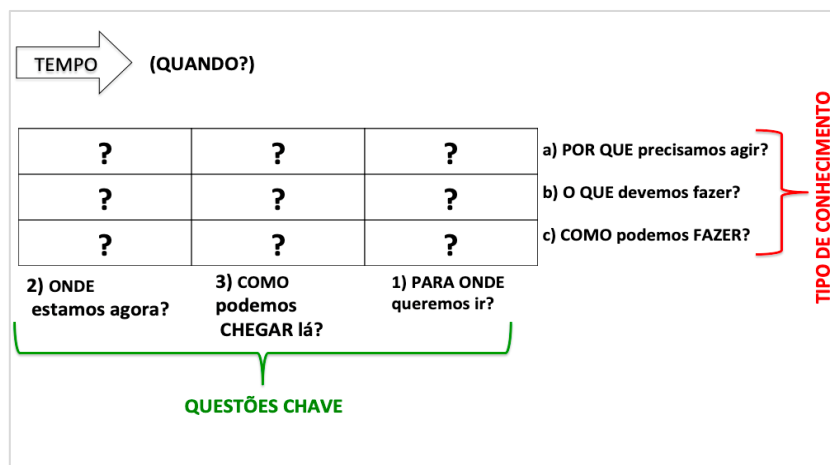 TEMPO
(QUANDO?)
? ? ?
a) POR QUE precisamos agir?
? ? ?
b) O QUE devemos fazer?
? ? ?
c) COMO podemos FAZER?
TIPO DE CONHECIMENTO
2) ONDE
estamos agora?
3) COMO
podemos
CHEGAR lá?
1) PARA ONDE
queremos ir?
QUESTÕES CHAVE